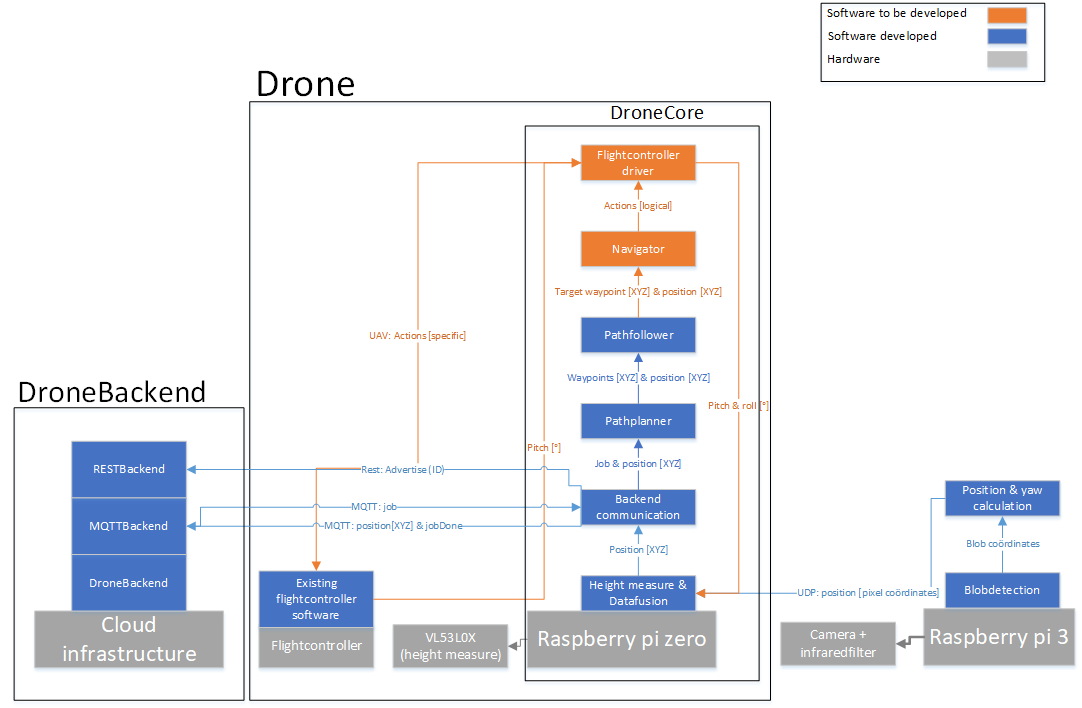 Software to be developed
Software developed
Hardware
Drone
DroneCore
Flightcontroller
driver
Actions [logical]
Navigator
Target waypoint [XYZ] & position [XYZ]
UAV: Actions [specific]
Pathfollower
Waypoints [XYZ] & position [XYZ]
DroneBackend
Pitch & roll [°]
Pathplanner
Pitch [°]
RESTBackend
Rest: Advertise (ID)
Job & position [XYZ]
MQTT: job
Backend
communication
Position & yaw
calculation
MQTTBackend
MQTT: position[XYZ] & jobDone
Position [XYZ]
Blob coördinates
DroneBackend
Existing
flightcontroller
software
Height measure &
Datafusion
UDP: position [pixel coördinates]
Blobdetection
Cloud
infrastructure
Flightcontroller
VL53L0X
(height measure)
Raspberry pi zero
Camera +
infraredfilter
Raspberry pi 3